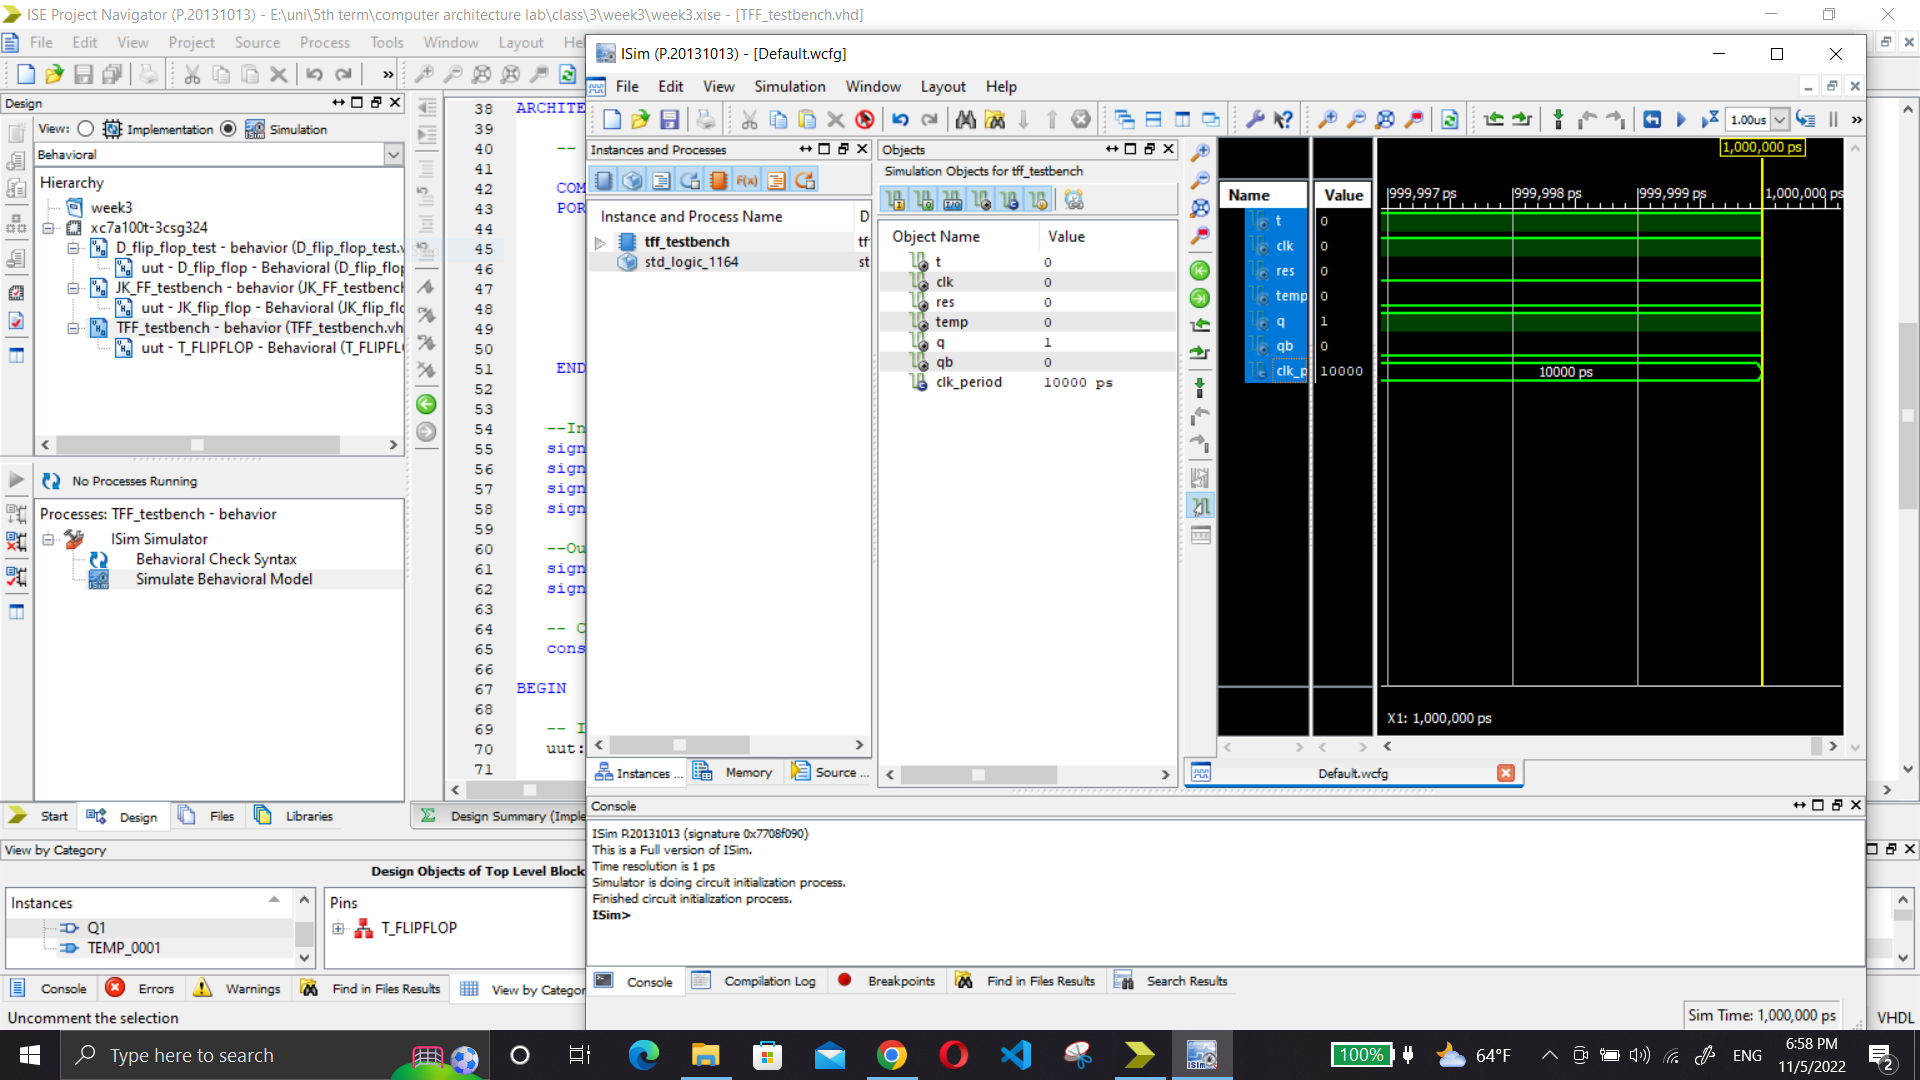 ISE Project Navigator (P.20131013) - E:\uni\5th term\computer architecture lab\class\3\week3\week3.xise - [TFF_testbench.vhd]
File Edit View Project Source Process Tools Window Layout
Design
View: Implementation Simulation
Behavioral
Hierarchy
week3
xc7a100t-3csg324
D_flip_flop_test - behavior (D_flip_flop_test.v
uut - D_flip_flop - Behavioral (D_flip_flop
JK_FF_testbench - behavior (JK_FF_testbench
uut - JK_flip_flop - Behavioral (JK_flip_flo
TFF_testbench - behavior (TFF_testbench.vh
uut - T_FLIPFLOP - Behavioral (T_FLIPFL
No Processes Running
Processes: TFF_testbench - behavior
ISim Simulator
Behavioral Check Syntax
Simulate Behavioral Model
Start Design Files Libraries
38 ARCHITE
39
40 --
41
42 COM
43 POR
44
45
46
47
48
49
50
51 END
52
53
54 --In
55 sign
56 sign
57 sign
58 sign
59
60 --Ou
61 sign
62 sign
63
64 -- C
65 cons
66
67 BEGIN
68
69 -- I
70 uut:
71
Design Summary (Imple
View by Category
Design Objects of Top Level Block
Instances
Q1
TEMP_0001
Pins
T_FLIPFLOP
Console Errors Warnings Find in Files Results View by Categor
Uncomment the selection
VHDL
ISim (P.20131013) - [Default.wcfg]
File Edit View Simulation Window Layout Help
1.00us
Instances and Processes
Instance and Process Name D
tff_testbench tf
std_logic_1164 st
Instances ... Memory Source ...
Objects
Simulation Objects for tff_testbench
Object Name Value
t 0
clk 0
res 0
temp 0
q 1
qb 0
clk_period 10000 ps
1,000,000 ps
Name Value
999,997 ps 999,998 ps 999,999 ps 1,000,000 ps
t 0
clk 0
res 0
temp 0
q 1
qb 0
clk_p 10000 10000 ps
X1: 1,000,000 ps
Default.wcfg
Console
ISim P.20131013 (signature 0x7708f090)
This is a Full version of ISim.
Time resolution is 1 ps
Simulator is doing circuit initialization process.
Finished circuit initialization process.
ISim>
Console Compilation Log Breakpoints Find in Files Results Search Results
Sim Time: 1,000,000 ps
Type here to search
100% 64°F ENG
6:58 PM
11/5/2022
2